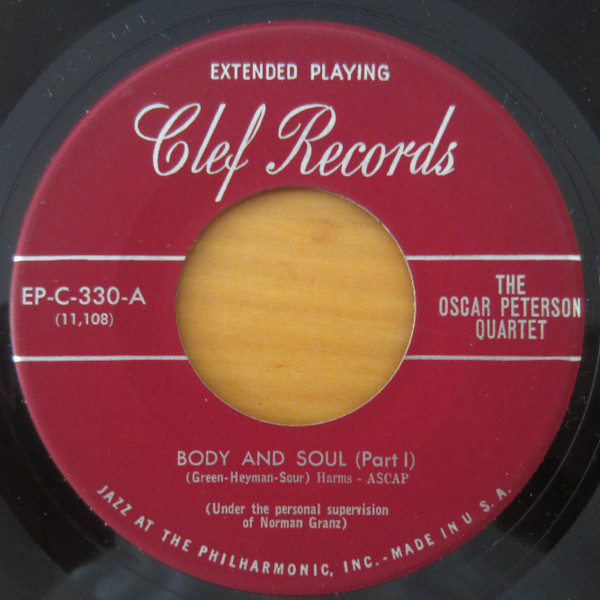 EXTENDED PLAYING
Clef Records
EP-C-330-A
(11,108)
THE
OSCAR PETERSON
QUARTET
BODY AND SOUL (Part I)
(Green-Heyman-Sour) Harms - ASCAP
(Under the personal supervision
of Norman Granz)
JAZZ AT THE PHILHARMONIC, INC.-MADE IN U.S.A.